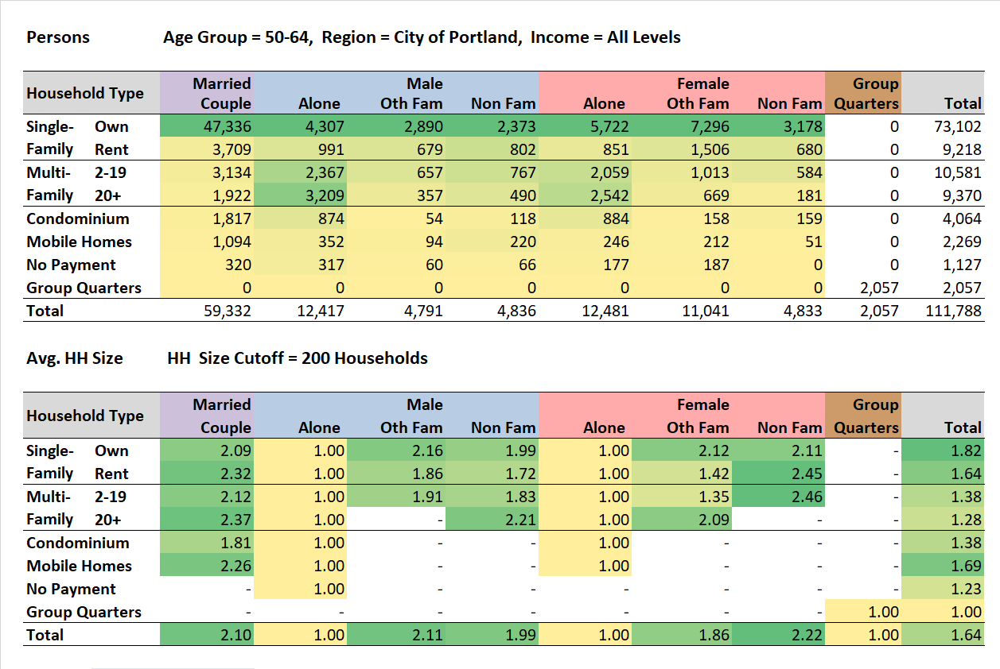 Persons Age Group = 50-64, Region = City of Portland, Income = All Levels
Married Male Female Group
Household Type
Couple Alone Oth Fam Non Fam Alone Oth Fam Non Fam Quarters Total
Single- Own 47,336 4,307 2,890 2,373 5,722 7,296 3,178 0 73,102
Family Rent 3,709 991 679 802 851 1,506 680 0 9,218
Multi- 2-19 3,134 2,367 657 767 2,059 1,013 584 0 10,581
Family 20+ 1,922 3,209 357 490 2,542 669 181 0 9,370
Condominium 1,817 874 54 118 884 158 159 0 4,064
Mobile Homes 1,094 352 94 220 246 212 51 0 2,269
No Payment 320 317 60 66 177 187 0 0 1,127
Group Quarters 0 0 0 0 0 0 0 2,057 2,057
Total 59,332 12,417 4,791 4,836 12,481 11,041 4,833 2,057 111,788
Avg. HH Size HH Size Cutoff = 200 Households
Married Male Female Group
Household Type
Couple Alone Oth Fam Non Fam Alone Oth Fam Non Fam Quarters Total
Single- Own 2.09 1.00 2.16 1.99 1.00 2.12 2.11 - 1.82
Family Rent 2.32 1.00 1.86 1.72 1.00 1.42 2.45 - 1.64
Multi- 2-19 2.12 1.00 1.91 1.83 1.00 1.35 2.46 - 1.38
Family 20+ 2.37 1.00 - 2.21 1.00 2.09 - - 1.28
Condominium 1.81 1.00 - - 1.00 - - - 1.38
Mobile Homes 2.26 1.00 - - 1.00 - - - 1.69
No Payment - 1.00 - - - - - - 1.23
Group Quarters - - - - - - - 1.00 1.00
Total 2.10 1.00 2.11 1.99 1.00 1.86 2.22 1.00 1.64